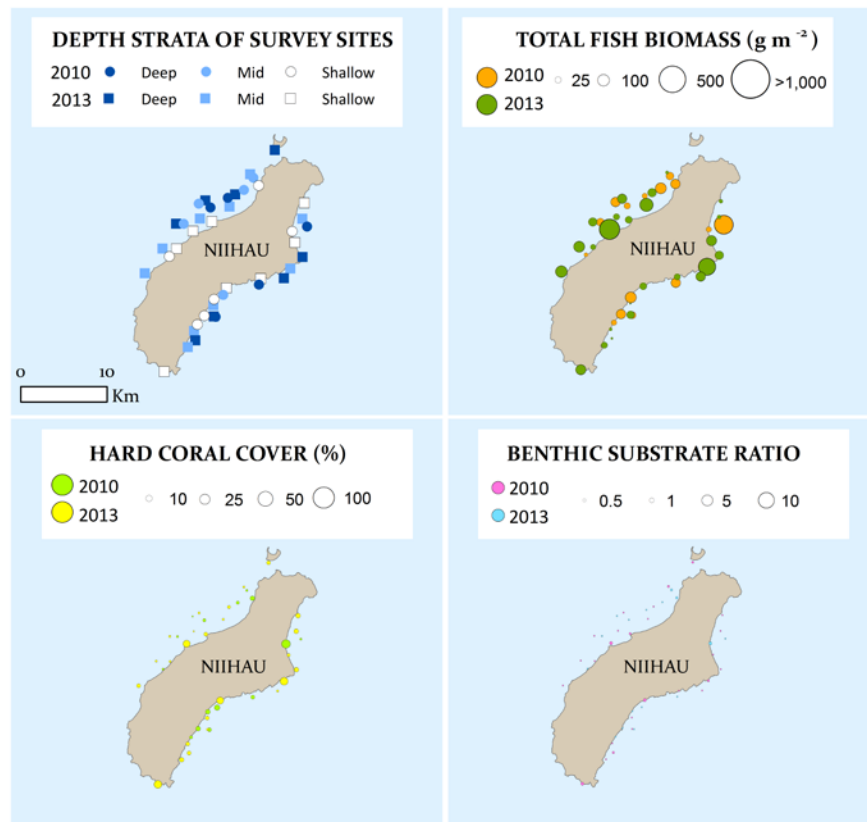 DEPTH STRATA OF SURVEY SITES
2010 Deep Mid Shallow
2013 Deep Mid Shallow
NIIHAU
0 10
Km
TOTAL FISH BIOMASS (g m ⁻²)
2010 25 100 500 >1,000
2013
NIIHAU
HARD CORAL COVER (%)
2010 10 25 50 100
2013
NIIHAU
BENTHIC SUBSTRATE RATIO
2010 0.5 1 5 10
2013
NIIHAU